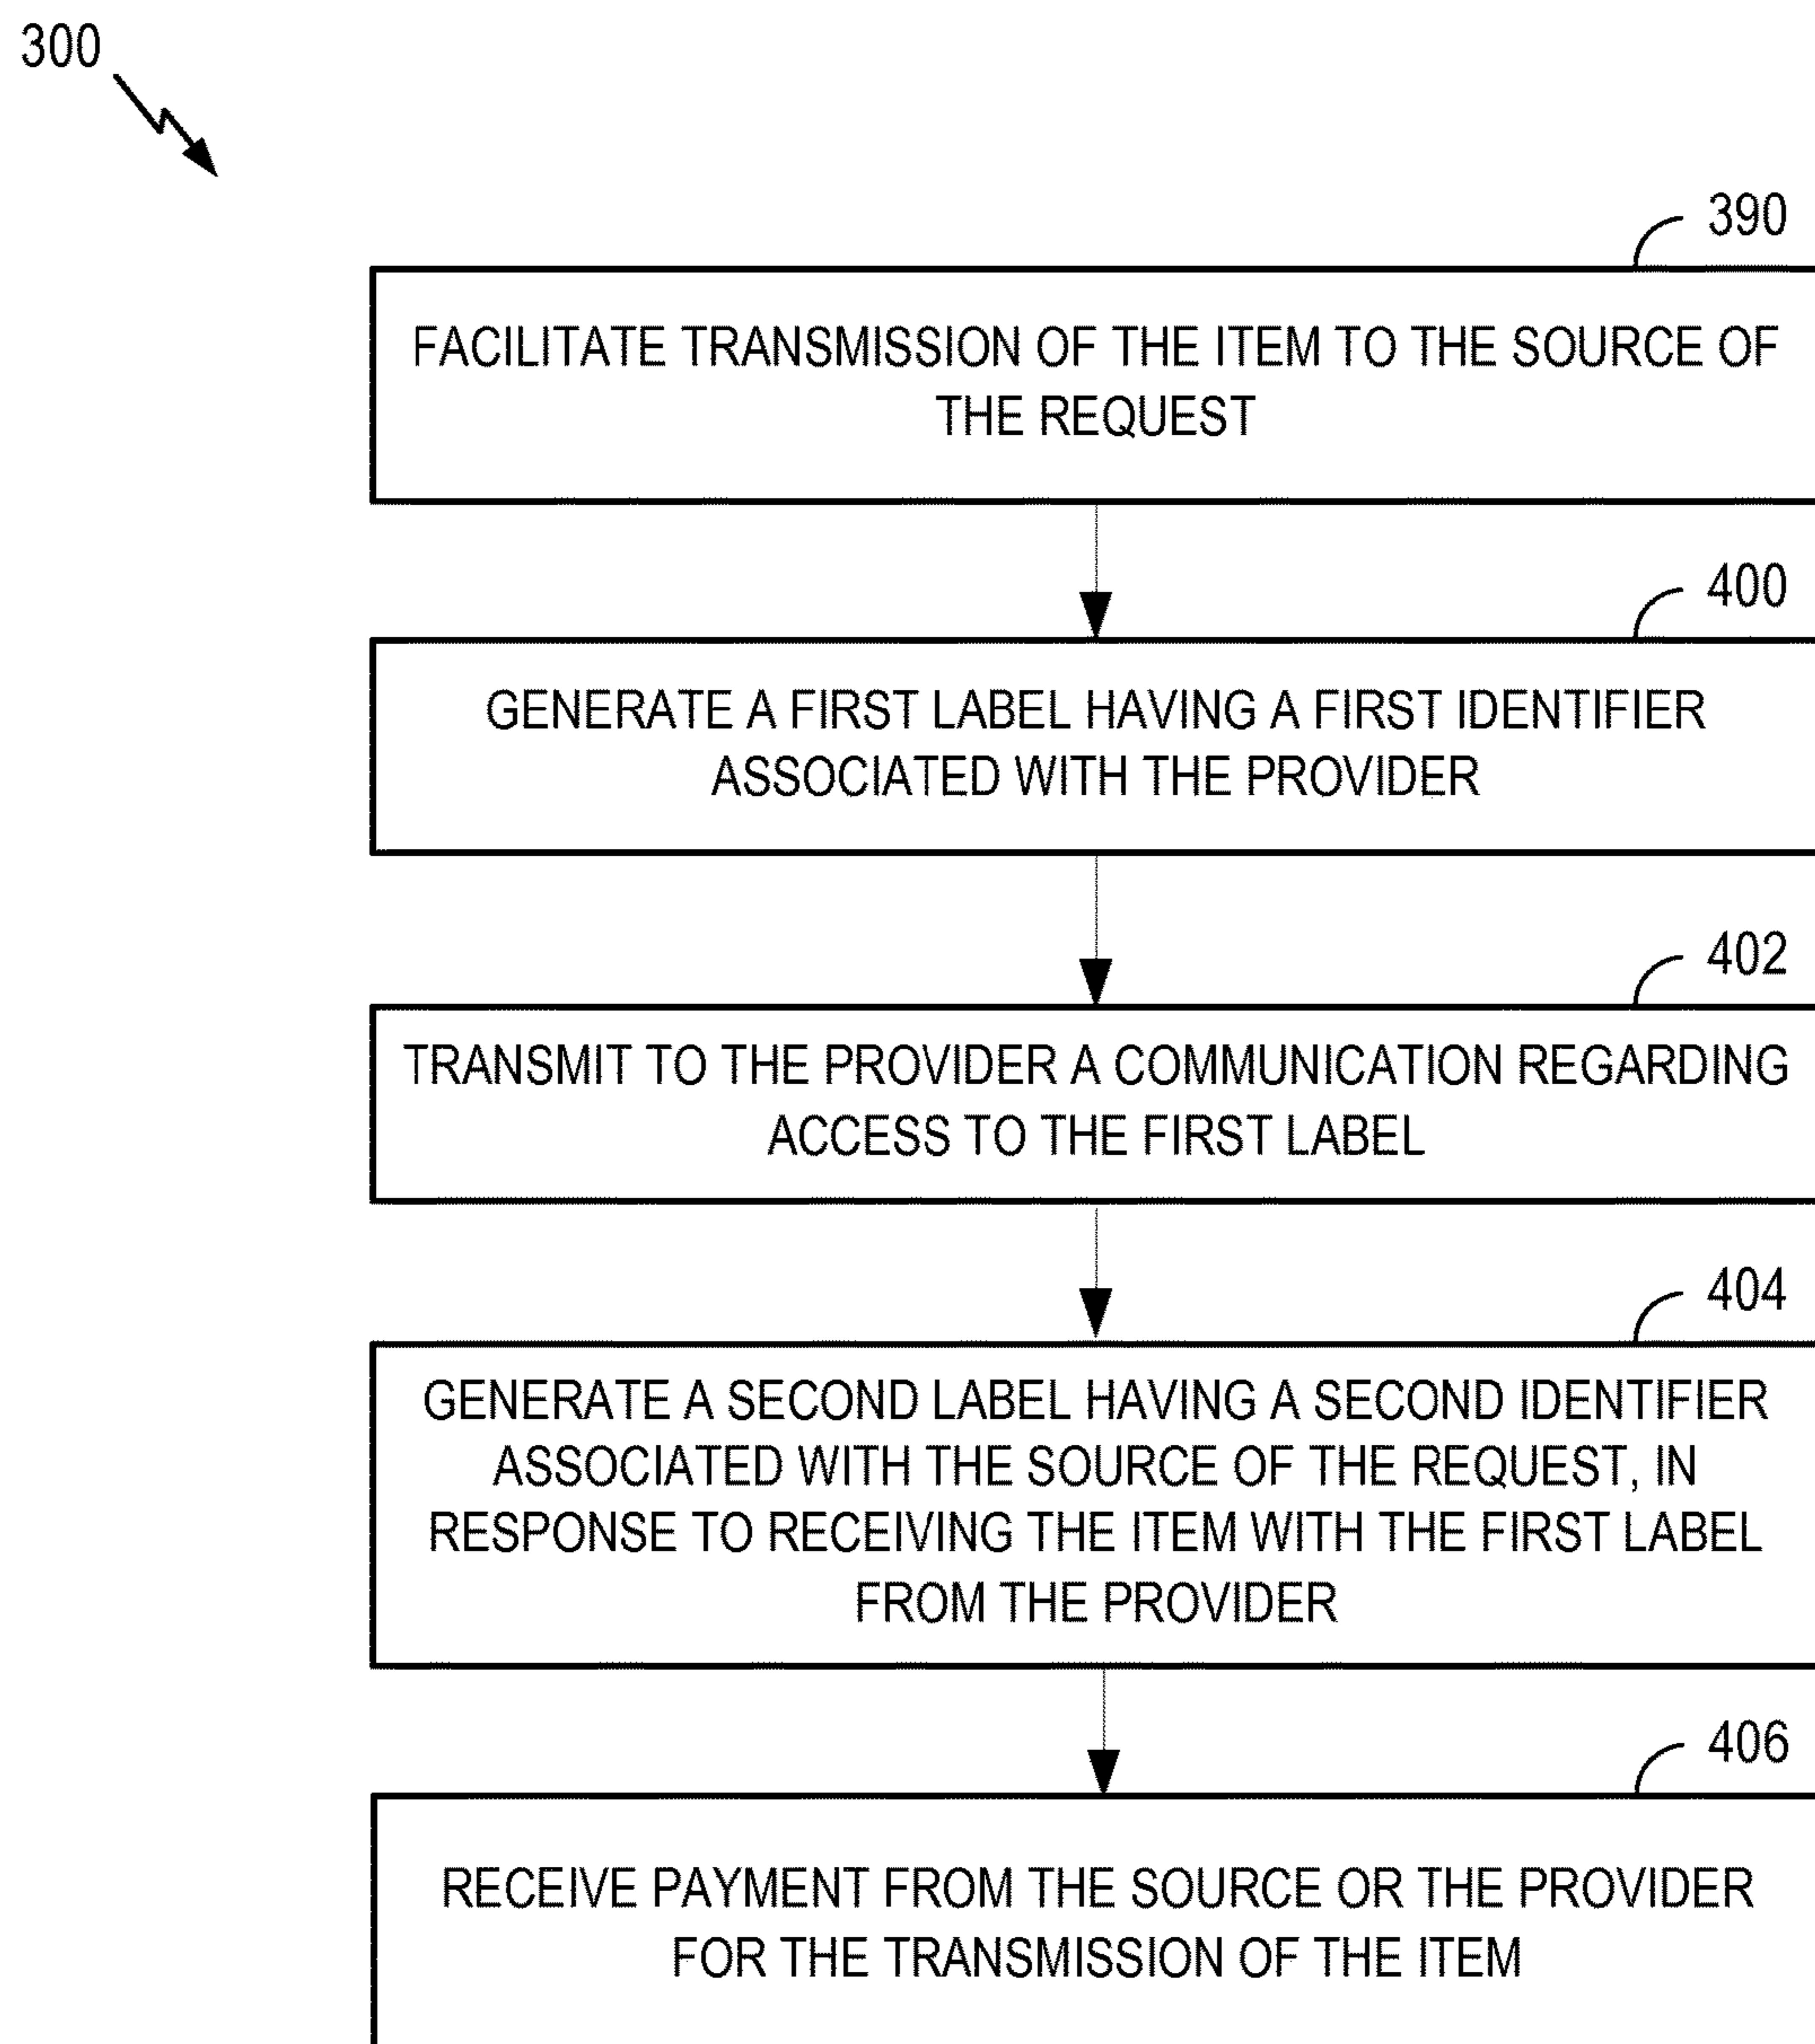 300
390
FACILITATE TRANSMISSION OF THE ITEM TO THE SOURCE OF
THE REQUEST
400
GENERATE A FIRST LABEL HAVING A FIRST IDENTIFIER
ASSOCIATED WITH THE PROVIDER
402
TRANSMIT TO THE PROVIDER A COMMUNICATION REGARDING
ACCESS TO THE FIRST LABEL
404
GENERATE A SECOND LABEL HAVING A SECOND IDENTIFIER
ASSOCIATED WITH THE SOURCE OF THE REQUEST, IN
RESPONSE TO RECEIVING THE ITEM WITH THE FIRST LABEL
FROM THE PROVIDER
406
RECEIVE PAYMENT FROM THE SOURCE OR THE PROVIDER
FOR THE TRANSMISSION OF THE ITEM